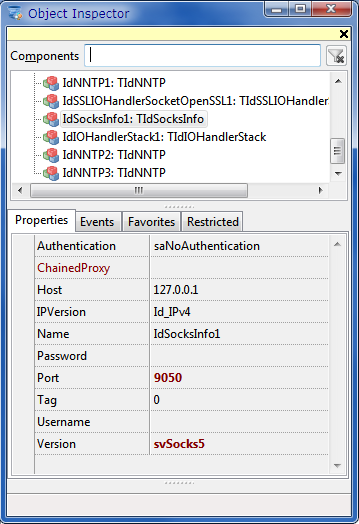 Object Inspector
Components
IdNNTP1: TIdNNTP
IdSSLIOHandlerSocketOpenSSL1: TIdSSLIOHandler
IdSocksInfo1: TIdSocksInfo
IdIOHandlerStack1: TIdIOHandlerStack
IdNNTP2: TIdNNTP
IdNNTP3: TIdNNTP
Properties Events Favorites Restricted
Authentication saNoAuthentication
ChainedProxy
Host 127.0.0.1
IPVersion Id_IPv4
Name IdSocksInfo1
Password
Port 9050
Tag 0
Username
Version svSocks5